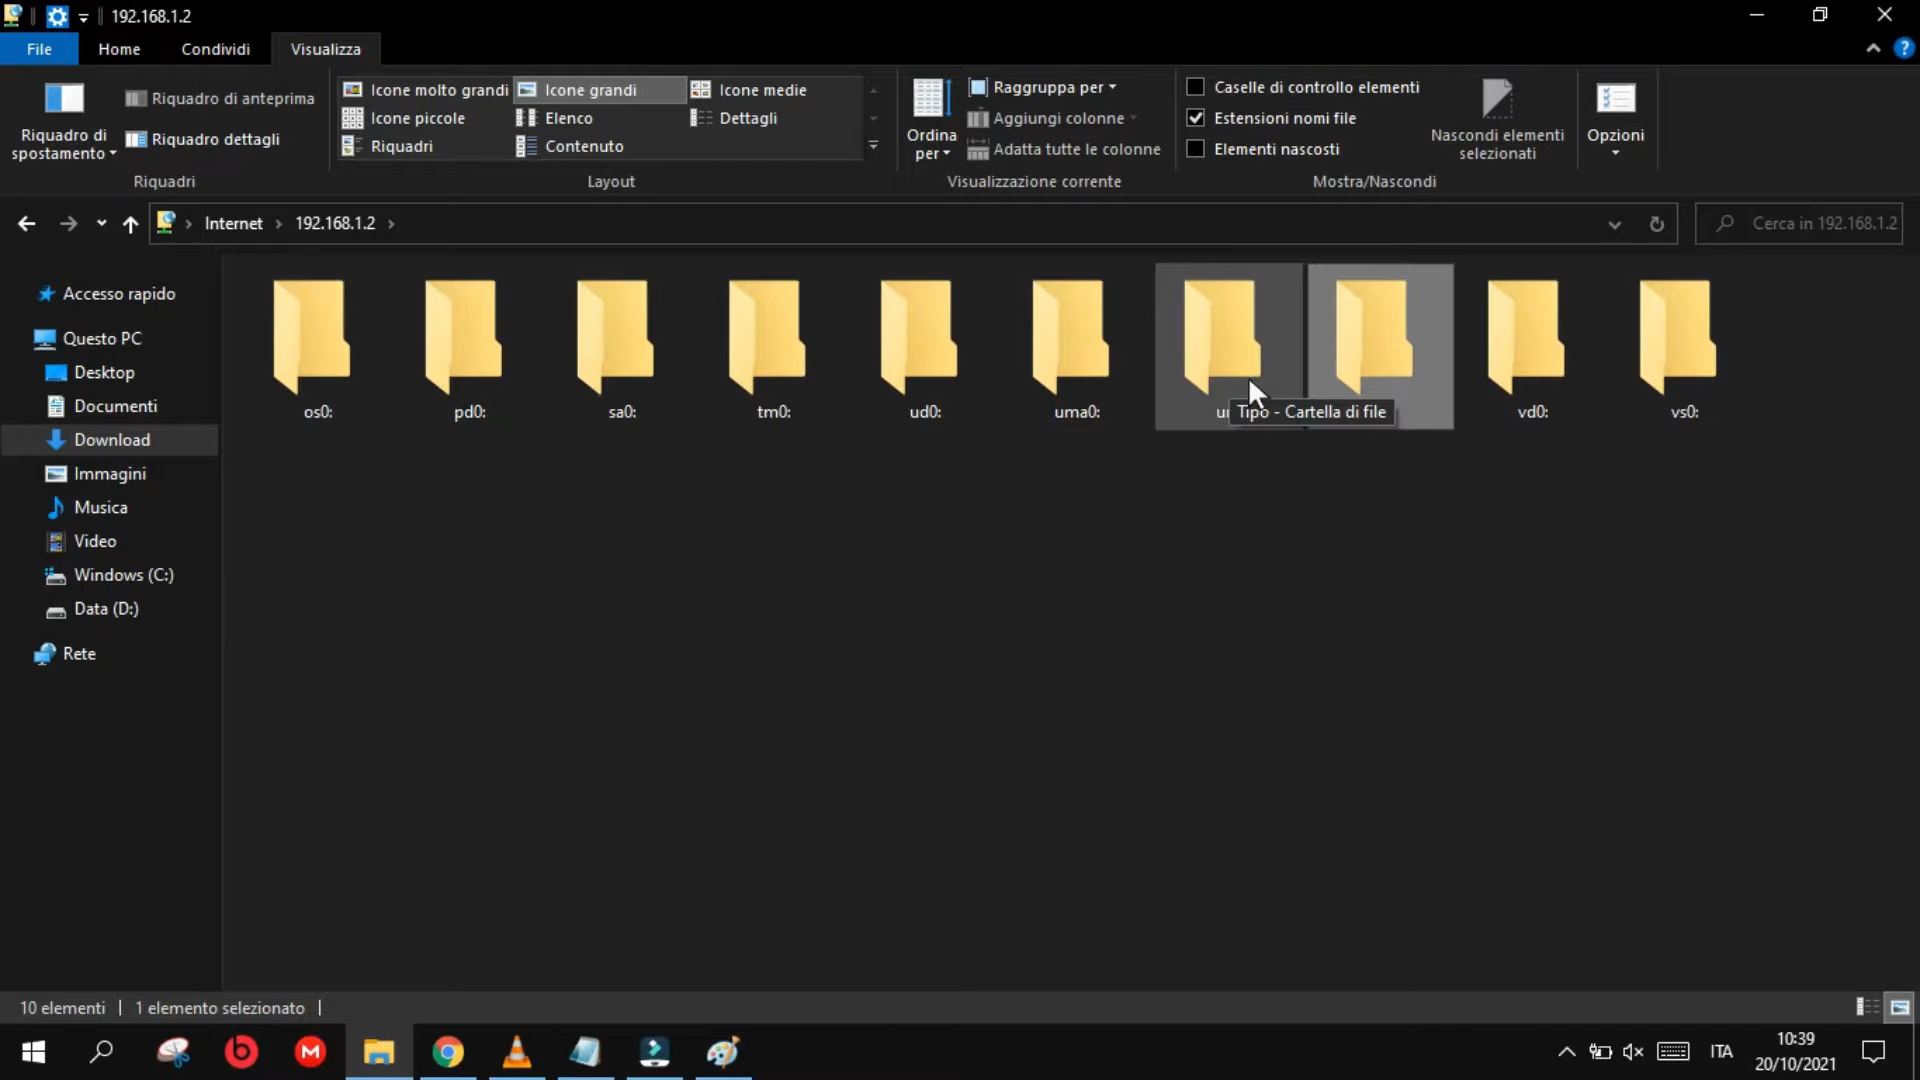 192.168.1.2
File Home Condividi Visualizza
Riquadro di spostamento
Riquadro di anteprima
Riquadro dettagli
Riquadri
Icone molto grandi Icone grandi Icone medie
Icone piccole Elenco Dettagli
Riquadri Contenuto
Layout
Ordina per
Raggruppa per
Aggiungi colonne
Adatta tutte le colonne
Visualizzazione corrente
Caselle di controllo elementi
Estensioni nomi file
Elementi nascosti
Nascondi elementi selezionati
Mostra/Nascondi
Opzioni
Internet 192.168.1.2
Cerca in 192.168.1.2
Accesso rapido
Questo PC
Desktop
Documenti
Download
Immagini
Musica
Video
Windows (C:)
Data (D:)
Rete
os0: pd0: sa0: tm0: ud0: uma0: vd0: vs0:
Tipo - Cartella di file
10 elementi 1 elemento selezionato
ITA
10:39
20/10/2021